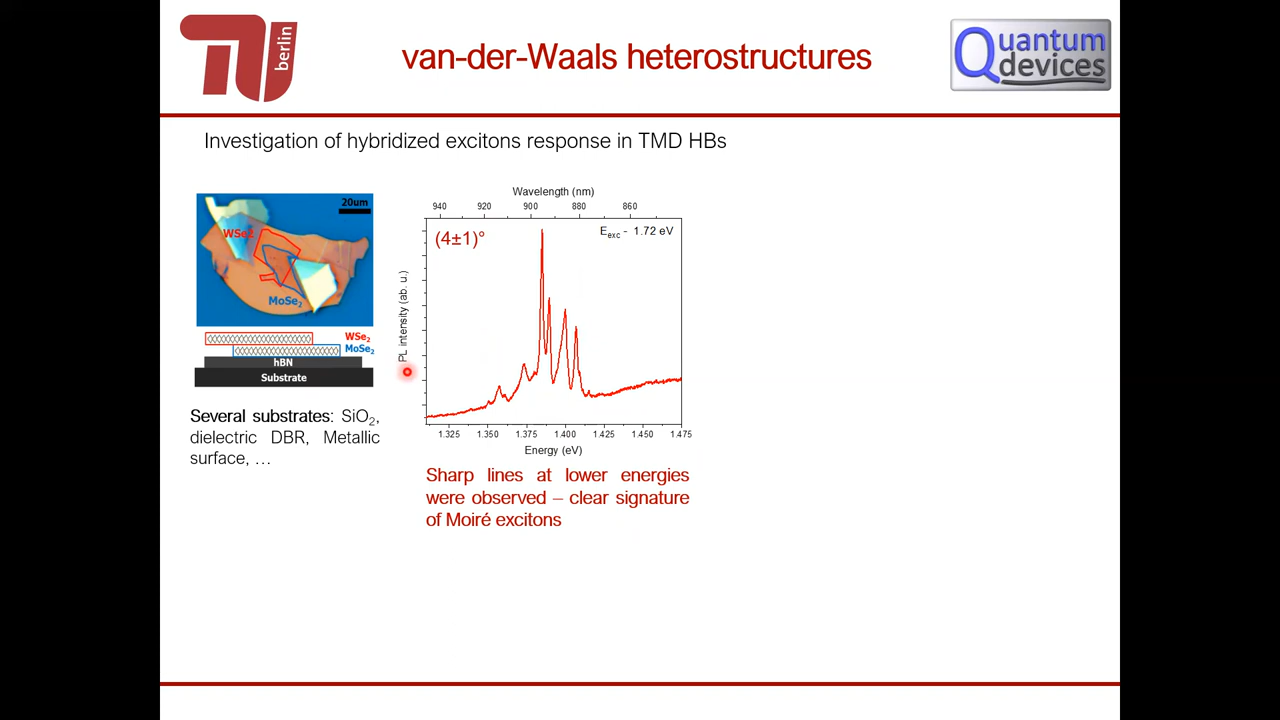 berlin
van-der-Waals heterostructures
Quantum
devices
Investigation of hybridized excitons response in TMD HBs
20um
WSe2
MoSe2
WSe2
MoSe2
hBN
Substrate
Several substrates: SiO2,
dielectric DBR, Metallic
surface, …
Wavelength (nm)
940 920 900 880 860
(4±1)°
Eexc - 1.72 eV
PL intensity (ab. u.)
1.325 1.350 1.375 1.400 1.425 1.450 1.475
Energy (eV)
Sharp lines at lower energies
were observed – clear signature
of Moiré excitons